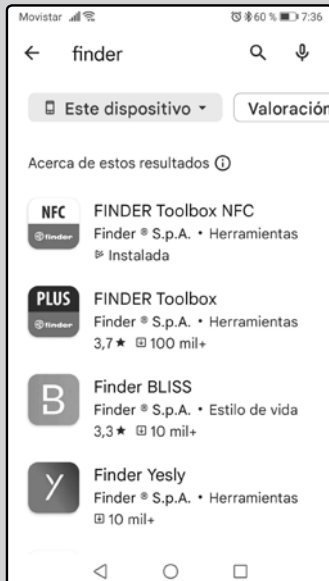 Movistar 60 % 7:36
finder
Este dispositivo Valoración
Acerca de estos resultados
NFC
finder
FINDER Toolbox NFC
Finder ® S.p.A. • Herramientas
Instalada
PLUS
finder
FINDER Toolbox
Finder ® S.p.A. • Herramientas
3,7★ 100 mil+
B
Finder BLISS
Finder ® S.p.A. • Estilo de vida
3,3★ 10 mil+
Y
Finder Yesly
Finder ® S.p.A. • Herramientas
10 mil+